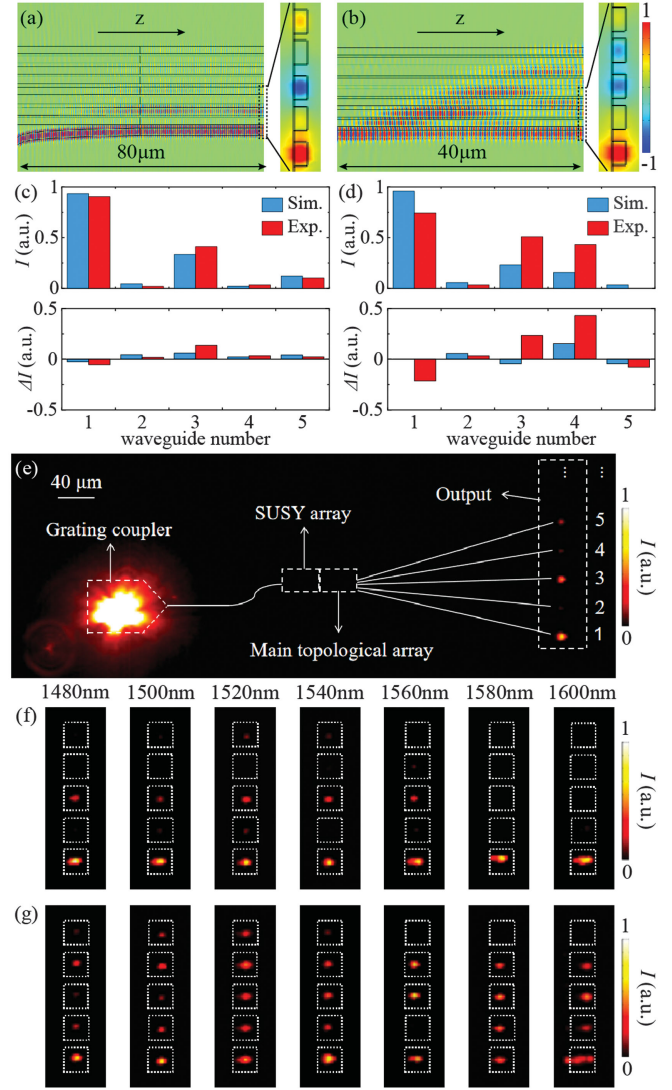 (a)
z
80μm
(b)
z
40μm
1
0
-1
(c)
1
0.5
0
I (a.u.)
Sim.
Exp.
0.5
0
-0.5
ΔI (a.u.)
1 2 3 4 5
waveguide number
(d)
1
0.5
0
I (a.u.)
Sim.
Exp.
0.5
0
-0.5
ΔI (a.u.)
1 2 3 4 5
waveguide number
(e)
40 μm
Grating coupler
SUSY array
Main topological array
Output
⋮ ⋮
5
4
3
2
1
1
0
I (a.u.)
1480nm 1500nm 1520nm 1540nm 1560nm 1580nm 1600nm
(f)
1
0
I (a.u.)
(g)
1
0
I (a.u.)